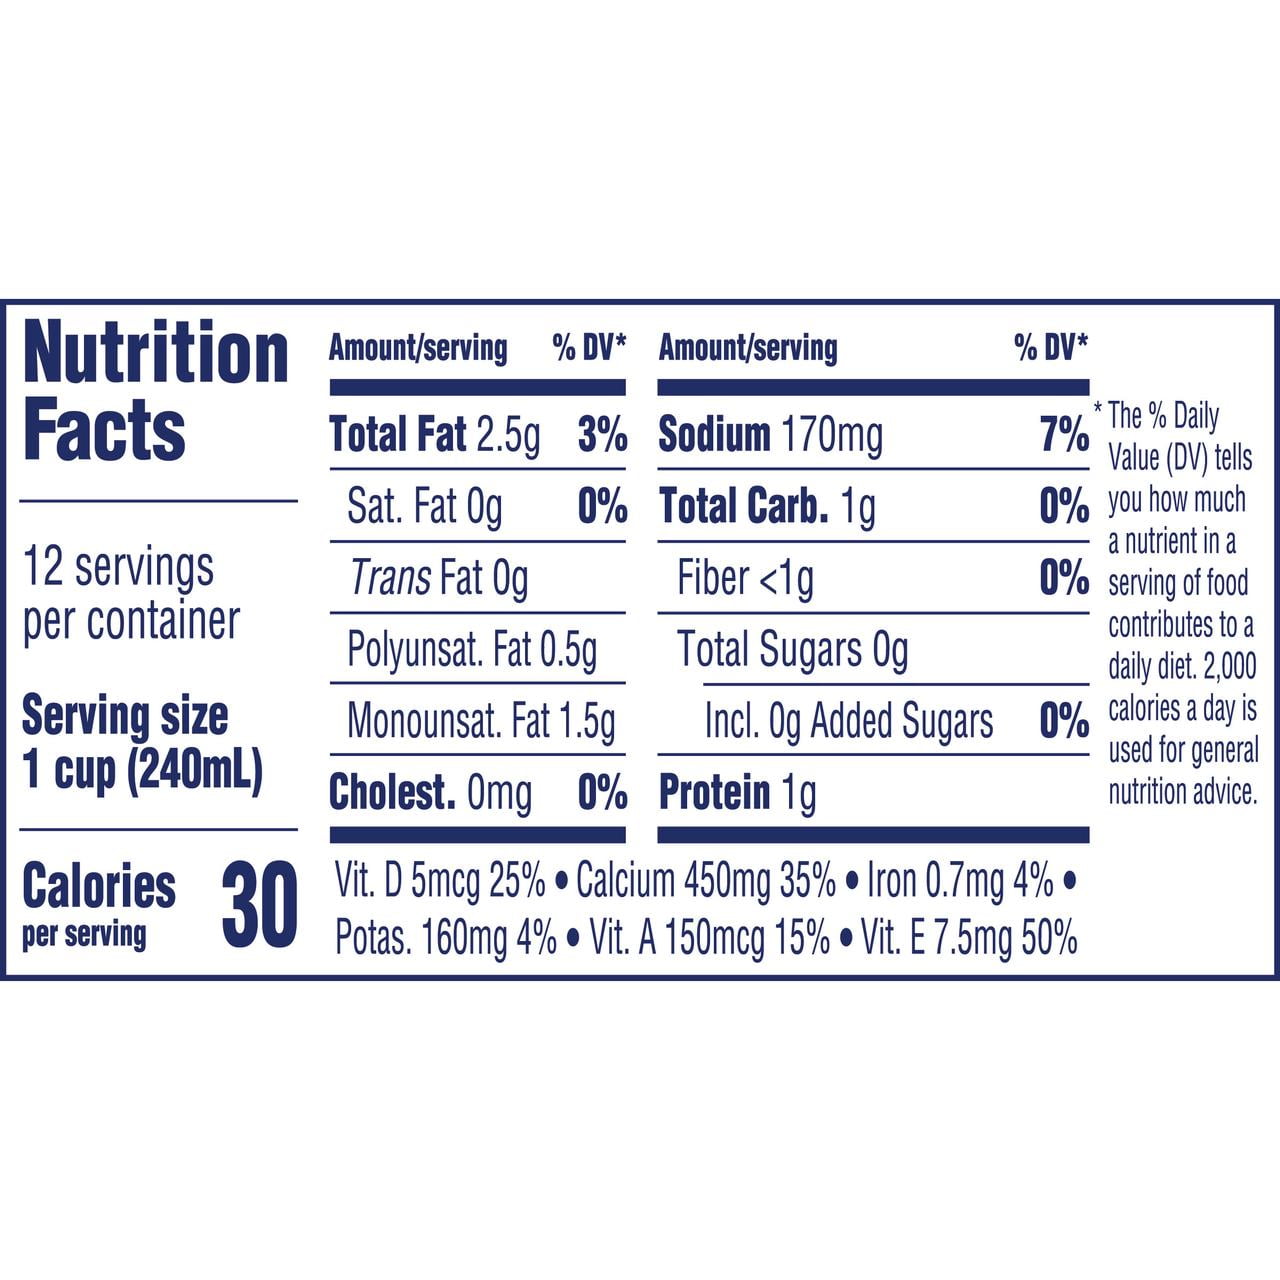 Nutrition
Facts
12 servings
per container
Serving size
1 cup (240mL)
Calories 30
per serving
Amount/serving % DV*
Total Fat 2.5g 3%
Sat. Fat 0g 0%
Trans Fat 0g
Polyunsat. Fat 0.5g
Monounsat. Fat 1.5g
Cholest. 0mg 0%
Amount/serving % DV*
Sodium 170mg 7%
Total Carb. 1g 0%
Fiber <1g 0%
Total Sugars 0g
Incl. 0g Added Sugars 0%
Protein 1g
Vit. D 5mcg 25% • Calcium 450mg 35% • Iron 0.7mg 4% •
Potas. 160mg 4% • Vit. A 150mcg 15% • Vit. E 7.5mg 50%
* The % Daily
Value (DV) tells
you how much
a nutrient in a
serving of food
contributes to a
daily diet. 2,000
calories a day is
used for general
nutrition advice.